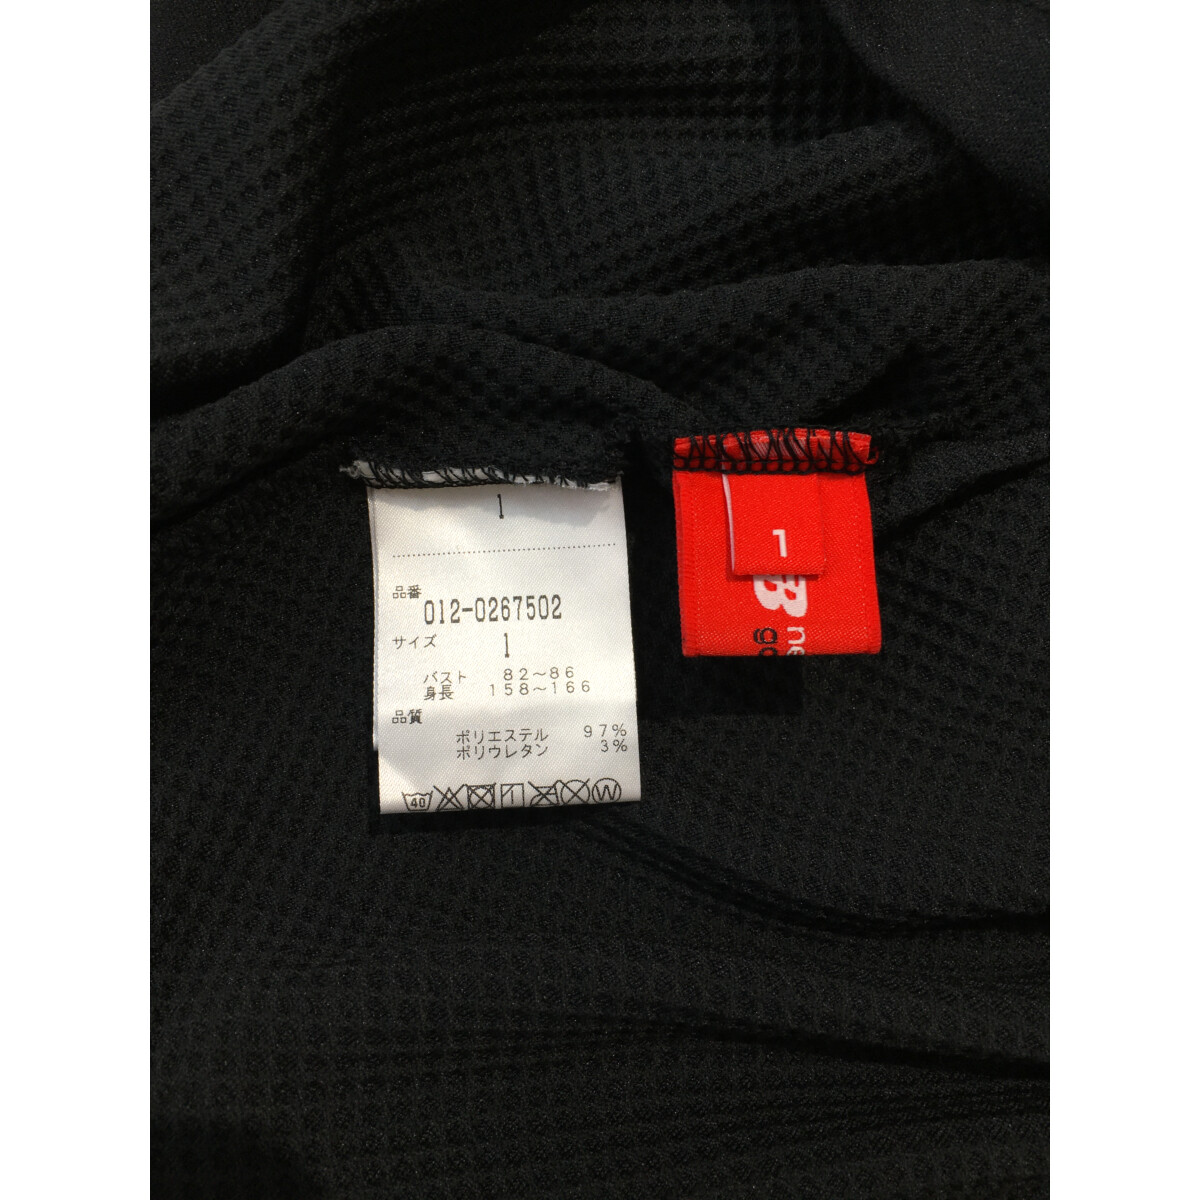 1
品番
012-0267502
サイズ
1
バスト 82~86
身長 158~166
品質
ポリエステル 97%
ポリウレタン 3%
40
W
1
ne
go